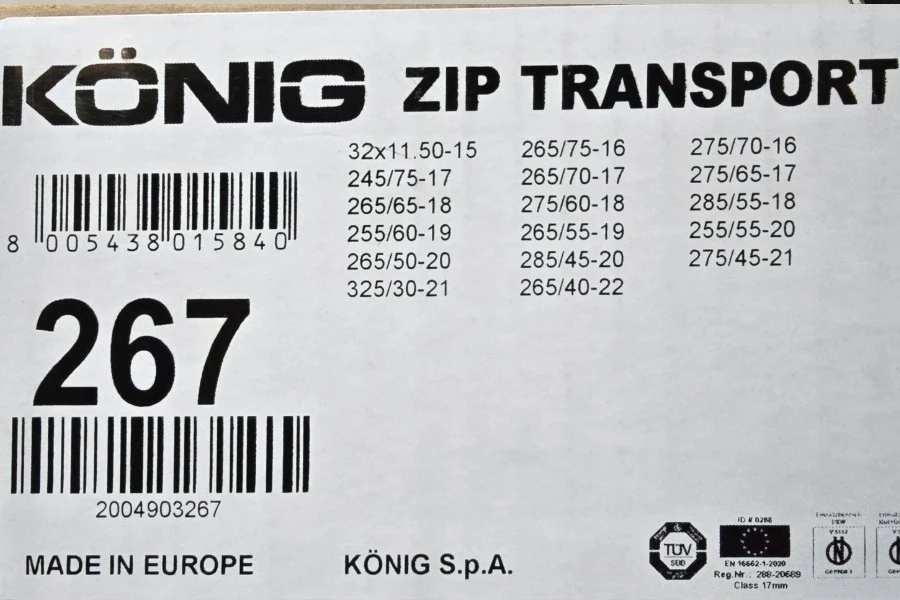 KÖNIG ZIP TRANSPORT
32x11.50-15 265/75-16 275/70-16
245/75-17 265/70-17 275/65-17
265/65-18 275/60-18 285/55-18
255/60-19 265/55-19 255/55-20
265/50-20 285/45-20 275/45-21
325/30-21 265/40-22
8 005438 015840
267
2004903267
MADE IN EUROPE KÖNIG S.p.A.
TÜV
SÜD
ID # 0288
EN 16662-1-2020
Reg.Nr.: 288-20689
Class 17mm
PKW
V5117
N
GEPRÜFT